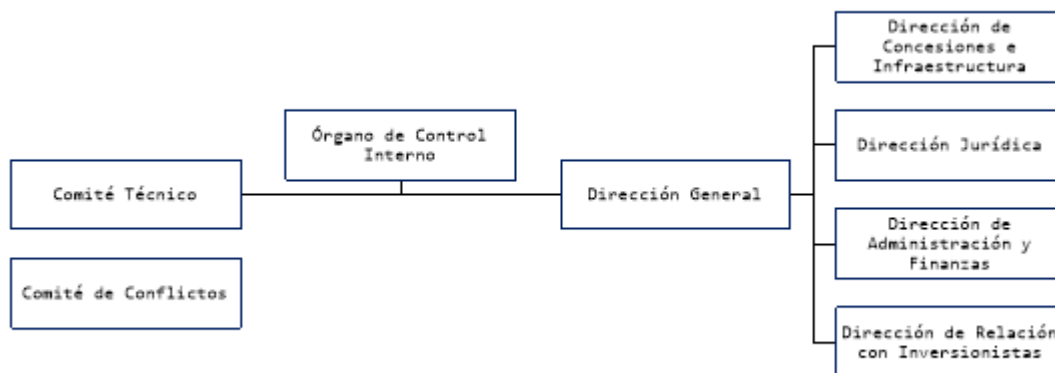 Dirección de
Concesiones e
Infraestructura
Órgano de Control
Interno
Dirección Jurídica
Comité Técnico
Dirección General
Dirección de
Administración y
Finanzas
Comité de Conflictos
Dirección de Relación
con Inversionistas